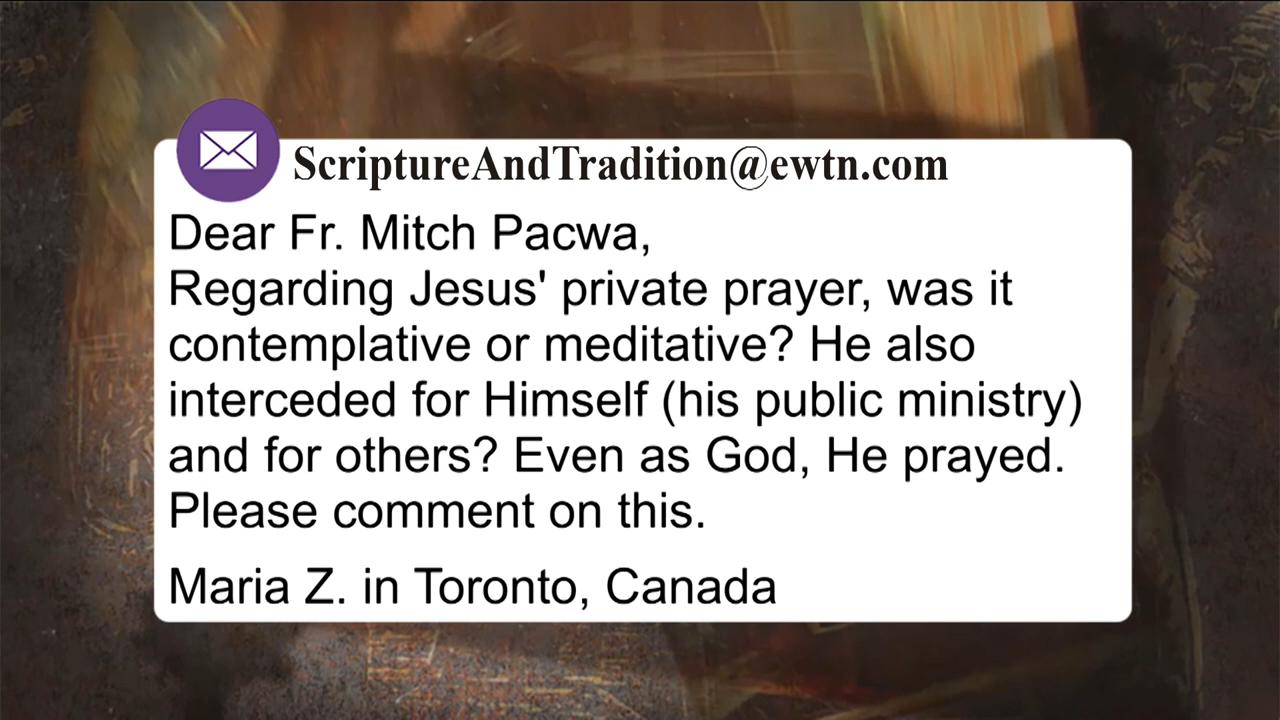 ScriptureAndTradition@ewtn.com
Dear Fr. Mitch Pacwa,
Regarding Jesus' private prayer, was it
contemplative or meditative? He also
interceded for Himself (his public ministry)
and for others? Even as God, He prayed.
Please comment on this.
Maria Z. in Toronto, Canada